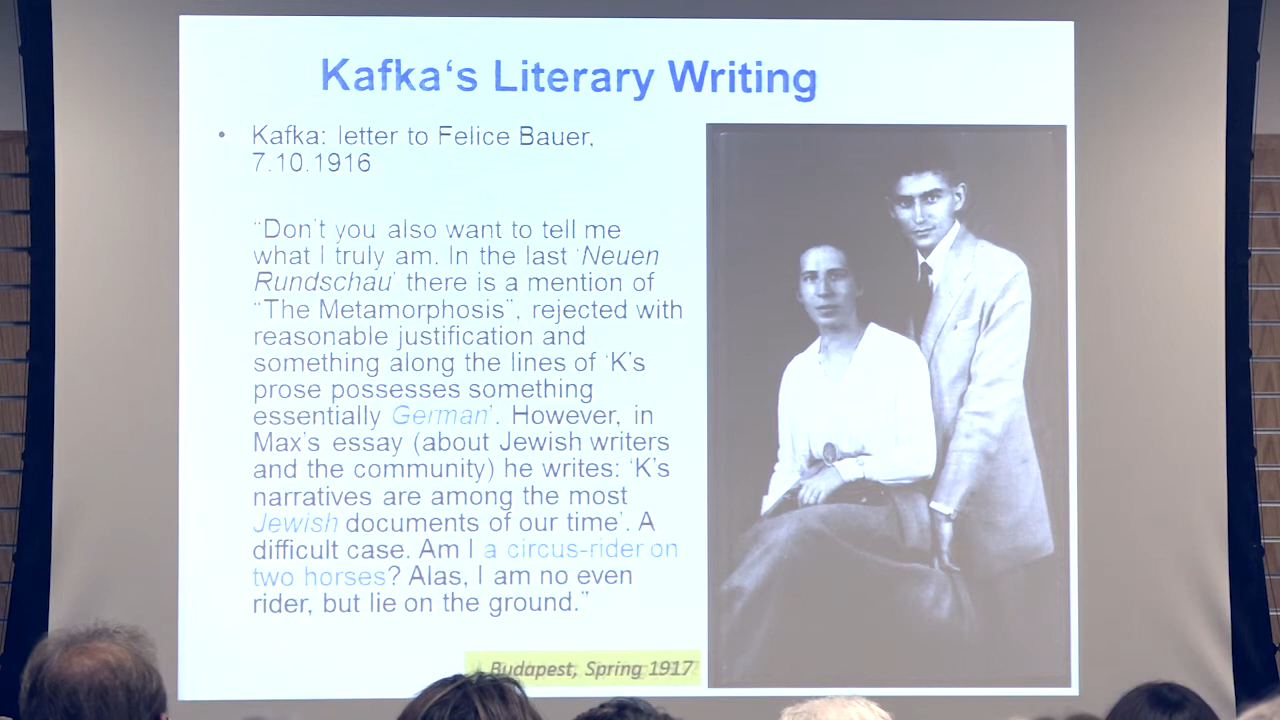 Kafka‘s Literary Writing
• Kafka: letter to Felice Bauer,
7.10.1916
“Don’t you also want to tell me
what I truly am. In the last ‘Neuen
Rundschau’ there is a mention of
“The Metamorphosis”, rejected with
reasonable justification and
something along the lines of ‘K’s
prose possesses something
essentially German’. However, in
Max’s essay (about Jewish writers
and the community) he writes: ‘K’s
narratives are among the most
Jewish documents of our time’. A
difficult case. Am I a circus-rider on
two horses? Alas, I am no even
rider, but lie on the ground.”
Budapest, Spring 1917